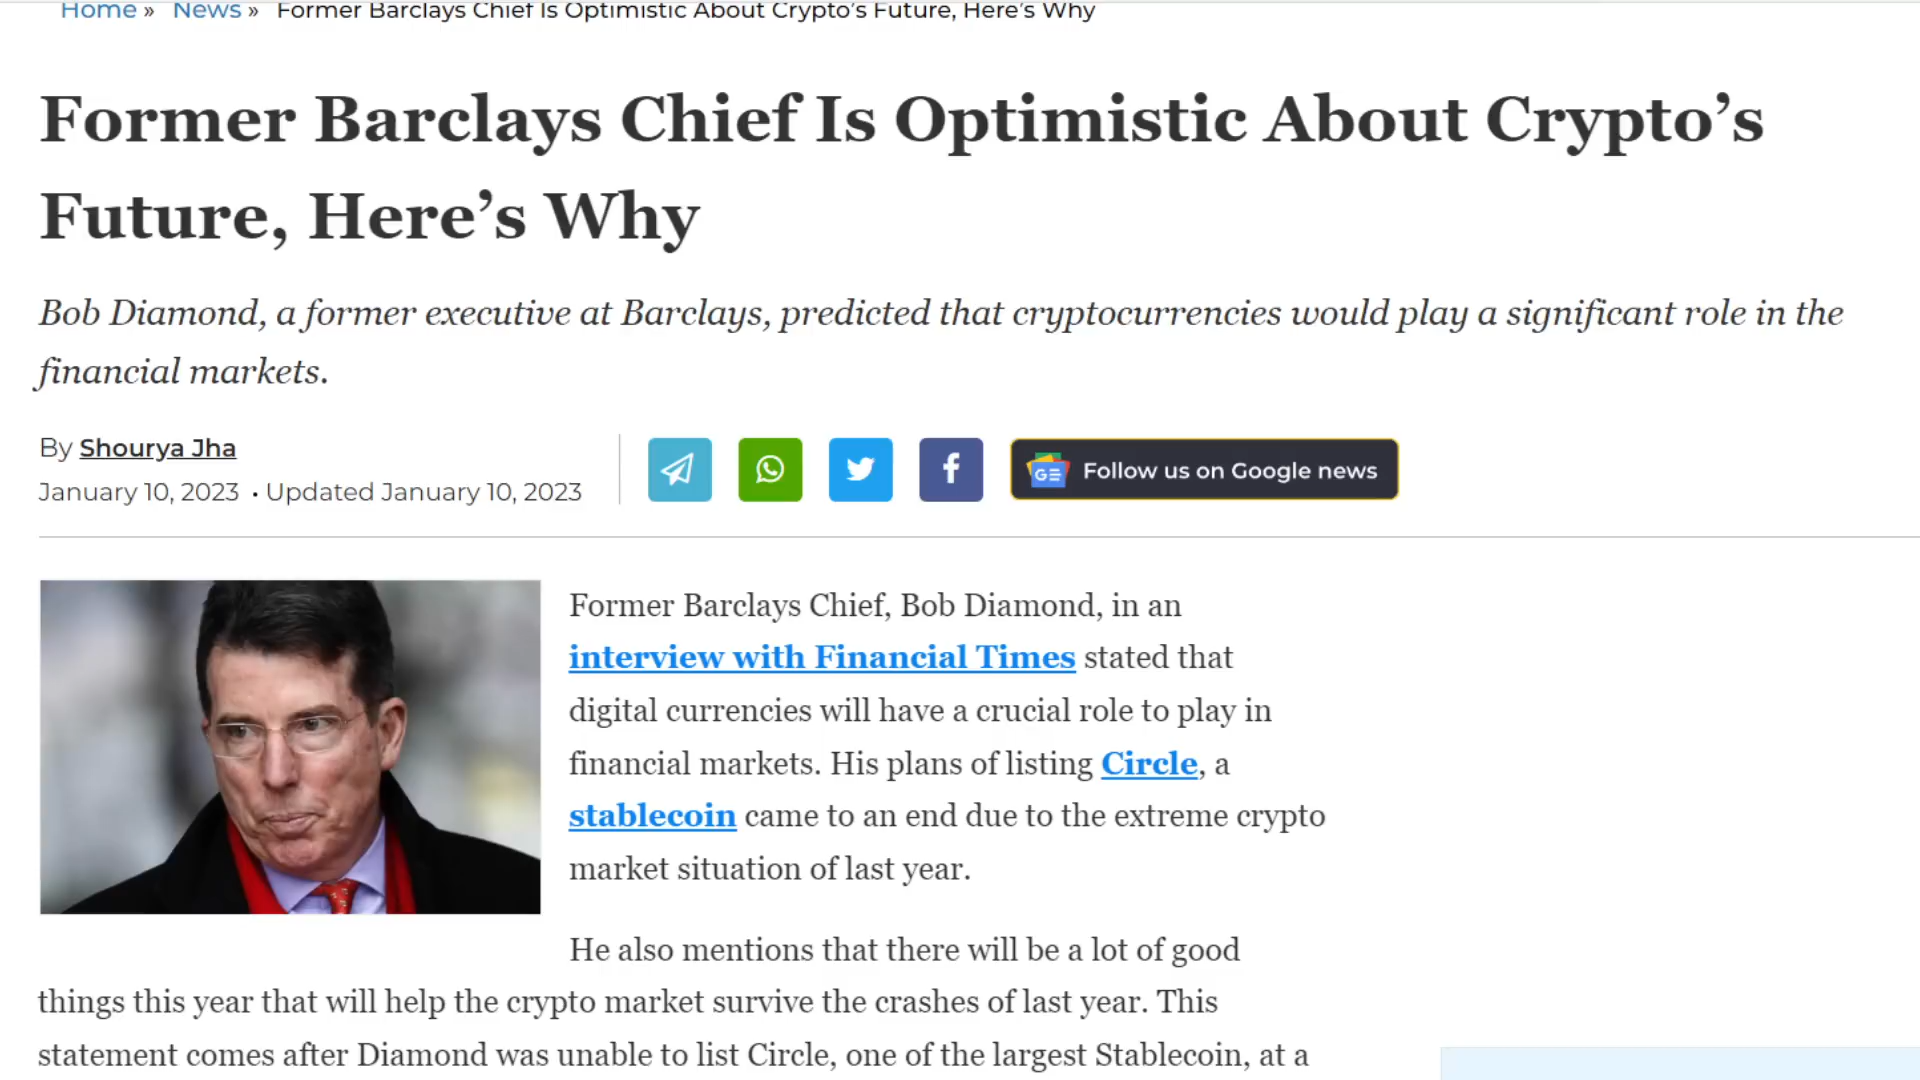 Home » News » Former Barclays Chief Is Optimistic About Crypto’s Future, Here’s Why
Former Barclays Chief Is Optimistic About Crypto’s
Future, Here’s Why
Bob Diamond, a former executive at Barclays, predicted that cryptocurrencies would play a significant role in the
financial markets.
By Shourya Jha
January 10, 2023 • Updated January 10, 2023
GE Follow us on Google news
Former Barclays Chief, Bob Diamond, in an
interview with Financial Times stated that
digital currencies will have a crucial role to play in
financial markets. His plans of listing Circle, a
stablecoin came to an end due to the extreme crypto
market situation of last year.
He also mentions that there will be a lot of good
things this year that will help the crypto market survive the crashes of last year. This
statement comes after Diamond was unable to list Circle, one of the largest Stablecoin, at a